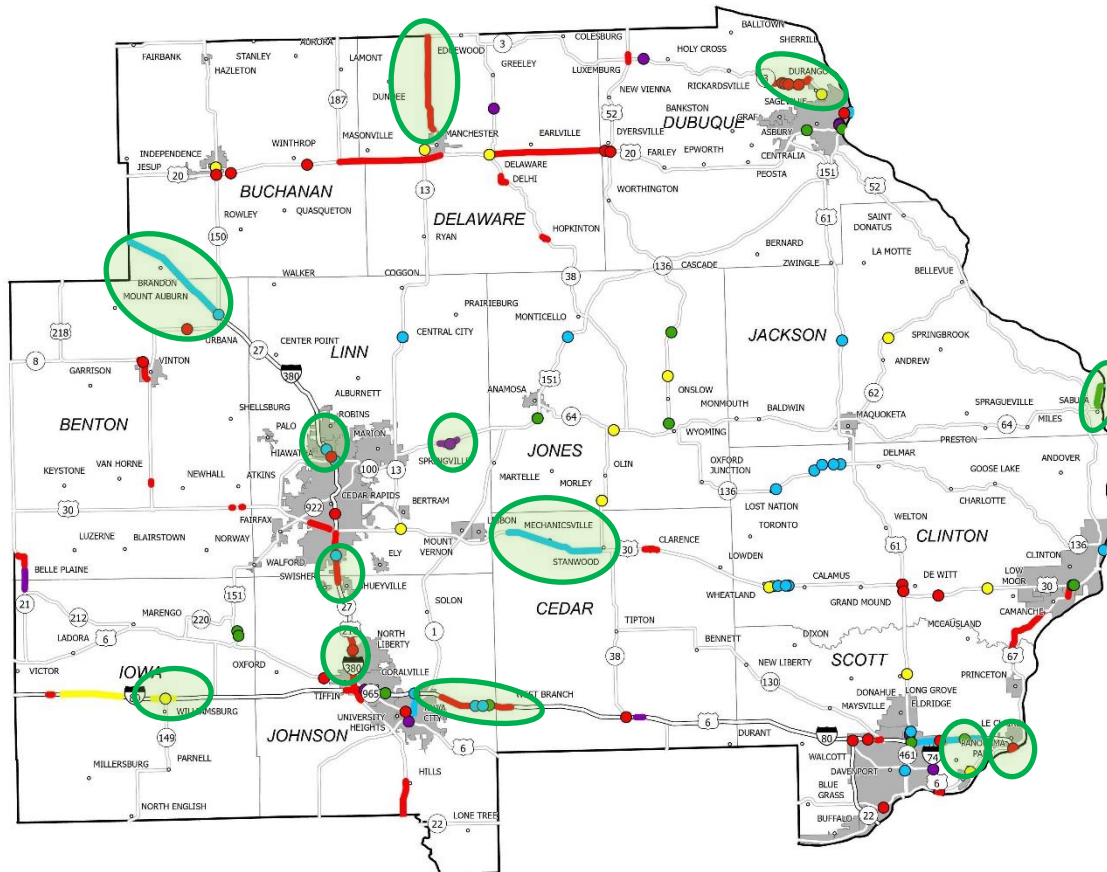 BALLTOWN
SHERRILL
COLESBURG
AURORA
EDGEWOOD
3
STANLEY
LAMONT
HOLY CROSS
FAIRBANK
GREELEY
HAZLETON
LUXEMBURG
3
DURANGO
RICKARDSVILLE
187
DUNDEE
NEW VIENNA
SAGEVILLE
52
BANKSTON
GRAF
MASONVILLE
MANCHESTER
EARLVILLE
DYERSVILLE
DUBUQUE
ASBURY
WINTHROP
INDEPENDENCE
JESUP
20
FARLEY
EPWORTH
CENTRALIA
DELAWARE
20
DELHI
PEOSTA
151
BUCHANAN
13
WORTHINGTON
52
ROWLEY
QUASQUETON
DELAWARE
61
SAINT
DONATUS
150
RYAN
HOPKINTON
BERNARD
LA MOTTE
WALKER
COGGON
38
136
CASCADE
ZWINGLE
BELLEVUE
BRANDON
MOUNT AUBURN
PRAIRIEBURG
218
MONTICELLO
JACKSON
SPRINGBROOK
URBANA
CENTRAL CITY
27
CENTER POINT
LINN
8
VINTON
ANDREW
GARRISON
380
151
ONSLOW
62
ALBURNETT
ANAMOSA
MONMOUTH
SABULA
SHELLSBURG
ROBINS
64
BALDWIN
MAQUOKETA
SPRAGUEVILLE
MILES
BENTON
PALO
MARION
WYOMING
64
HIAWATHA
SPRINGVILLE
JONES
PRESTON
KEYSTONE
VAN HORNE
NEWHALL
ATKINS
100
13
OLIN
OXFORD
JUNCTION
DELMAR
ANDOVER
MARTELLE
MORLEY
GOOSE LAKE
CEDAR RAPIDS
BERTRAM
136
LOST NATION
CHARLOTTE
30
922
TORONTO
FAIRFAX
LISBON
MECHANICSVILLE
WELTON
LUZERNE
BLAIRSTOWN
NORWAY
MOUNT
VERNON
30
CLARENCE
61
CLINTON
136
ELY
STANWOOD
LOWDEN
CLINTON
WALFORD
BELLE PLAINE
SWISHER
SHUEYVILLE
CALAMUS
DE WITT
LOW
MOOR
30
WHEATLAND
21
151
27
SOLON
CEDAR
GRAND MOUND
CAMANCHE
MARENGO
212
220
6
1
TIPTON
MCCAUSLAND
LADORA
NORTH
LIBERTY
DIXON
BENNETT
67
VICTOR
OXFORD
380
CORALVILLE
38
NEW LIBERTY
SCOTT
IOWA
TIFFIN
965
WEST BRANCH
130
DONAHUE
LONG GROVE
PRINCETON
80
WILLIAMSBURG
IOWA
CITY
MAYSVILLE
ELDRIDGE
UNIVERSITY
HEIGHTS
6
149
JOHNSON
DURANT
80
PARNELL
6
WALCOTT
461
74
MILLERSBURG
HILLS
DAVENPORT
6
BLUE
GRASS
NORTH ENGLISH
22
LONE TREE
BUFFALO
22